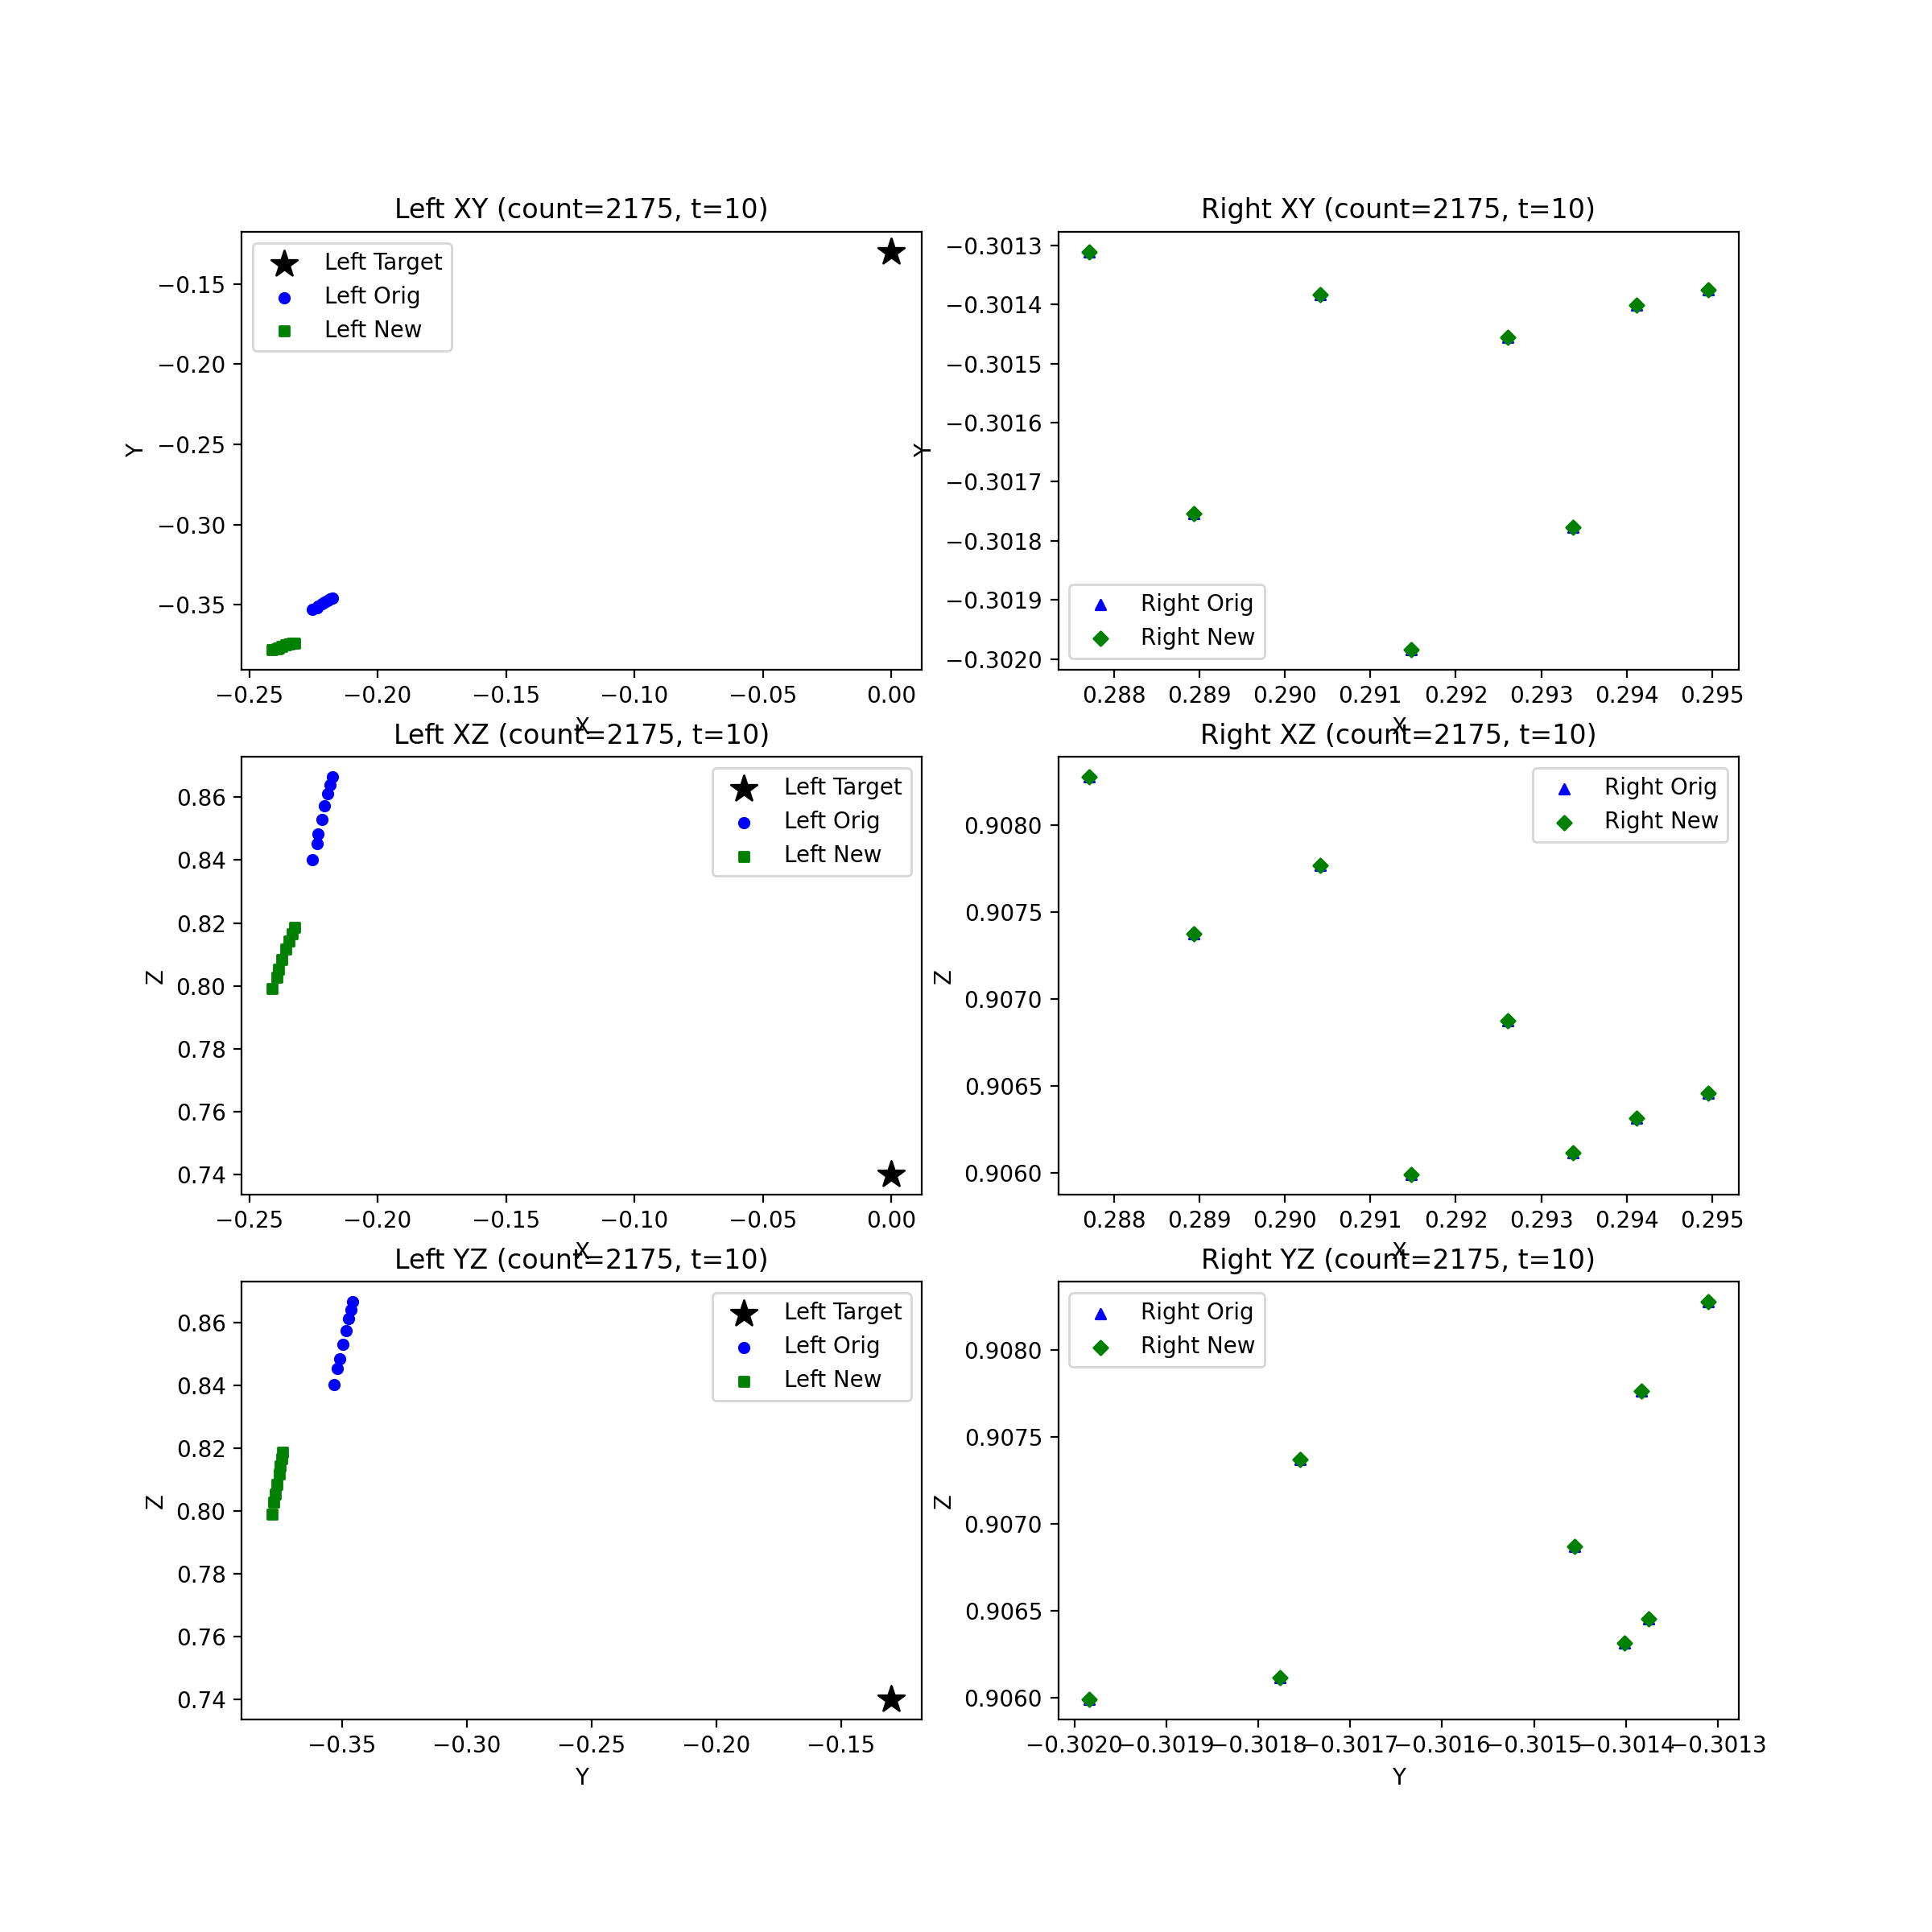 Left XY (count=2175, t=10)
Left Target
Left Orig
Left New
−0.15
−0.20
−0.25
−0.30
−0.35
Y
−0.25 −0.20 −0.15 −0.10 −0.05 0.00
X
Right XY (count=2175, t=10)
−0.3013
−0.3014
−0.3015
−0.3016
−0.3017
−0.3018
−0.3019
−0.3020
Y
Right Orig
Right New
0.288 0.289 0.290 0.291 0.292 0.293 0.294 0.295
X
Left XZ (count=2175, t=10)
Left Target
Left Orig
Left New
0.86
0.84
0.82
0.80
0.78
0.76
0.74
Z
−0.25 −0.20 −0.15 −0.10 −0.05 0.00
X
Right XZ (count=2175, t=10)
Right Orig
Right New
0.9080
0.9075
0.9070
0.9065
0.9060
Z
0.288 0.289 0.290 0.291 0.292 0.293 0.294 0.295
X
Left YZ (count=2175, t=10)
Left Target
Left Orig
Left New
0.86
0.84
0.82
0.80
0.78
0.76
0.74
Z
−0.35 −0.30 −0.25 −0.20 −0.15
Y
Right YZ (count=2175, t=10)
Right Orig
Right New
0.9080
0.9075
0.9070
0.9065
0.9060
Z
−0.3020 −0.3019 −0.3018 −0.3017 −0.3016 −0.3015 −0.3014 −0.3013
Y